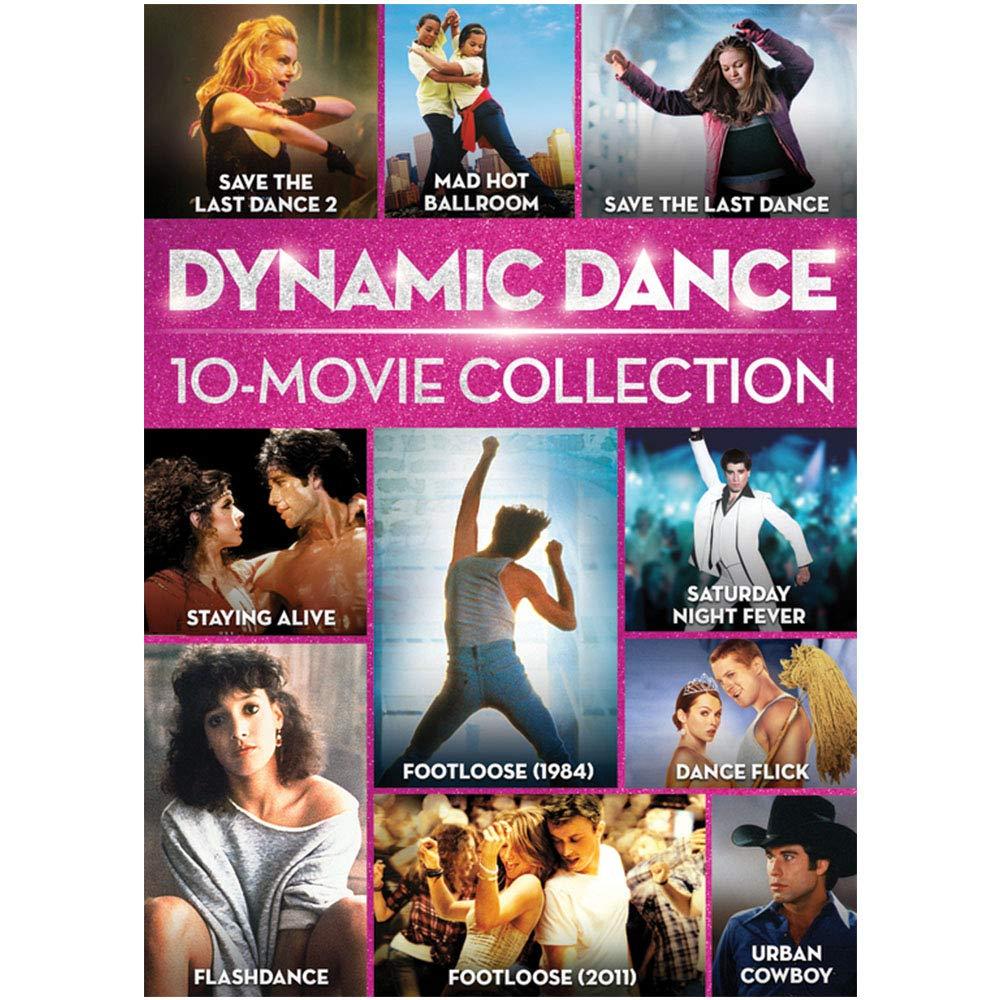 SAVE THE
LAST DANCE 2
MAD HOT
BALLROOM
SAVE THE LAST DANCE
DYNAMIC DANCE
10-MOVIE COLLECTION
STAYING ALIVE
FOOTLOOSE (1984)
SATURDAY
NIGHT FEVER
DANCE FLICK
FLASHDANCE
FOOTLOOSE (2011)
URBAN
COWBOY